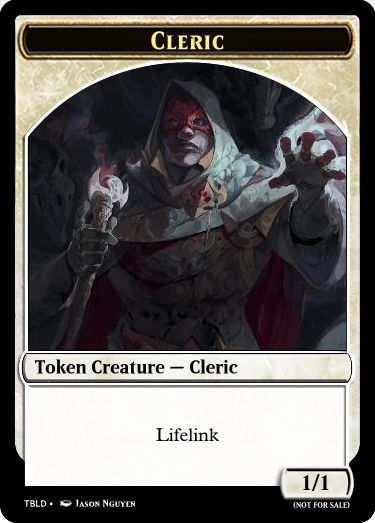 Cleric
Token Creature — Cleric
Lifelink
1/1
TBLD • Jason Nguyen
(NOT FOR SALE)